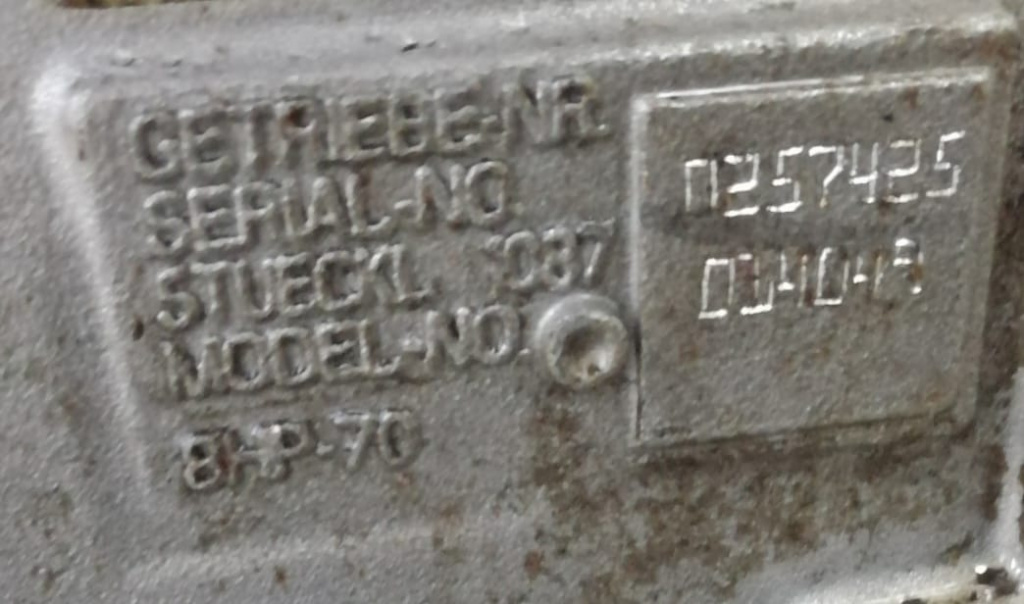 GETRIEBE-NR.
SERIAL-NO.
STUECKL. 1087
MODEL-NO.
8HP-70
0257425